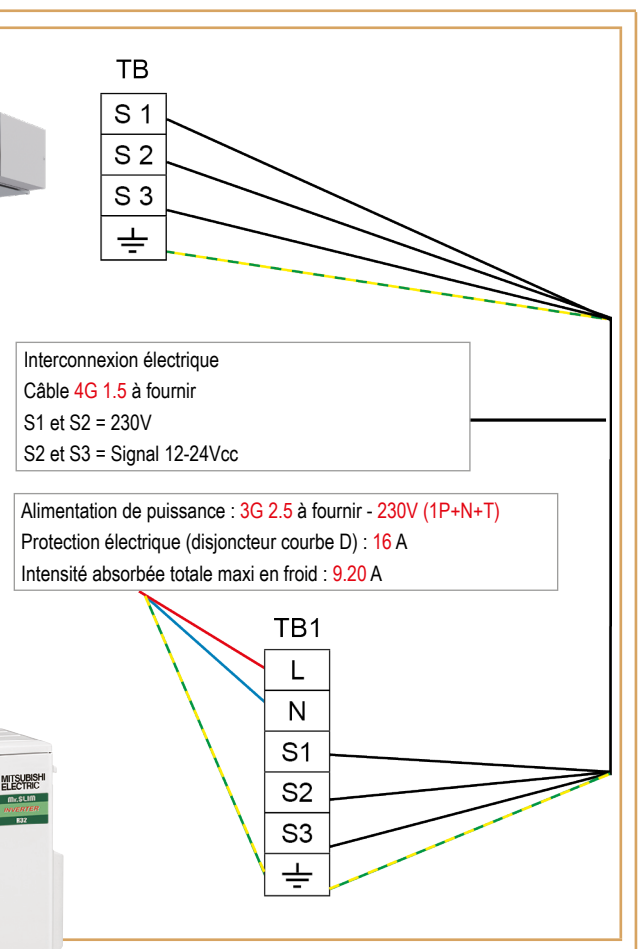 TB
S 1
S 2
S 3
Interconnexion électrique
Câble 4G 1.5 à fournir
S1 et S2 = 230V
S2 et S3 = Signal 12-24Vcc
Alimentation de puissance : 3G 2.5 à fournir - 230V (1P+N+T)
Protection électrique (disjoncteur courbe D) : 16 A
Intensité absorbée totale maxi en froid : 9.20 A
TB1
L
N
S1
S2
S3
MITSUBISHI
ELECTRIC
Mr.SLIM
INVERTER
R32